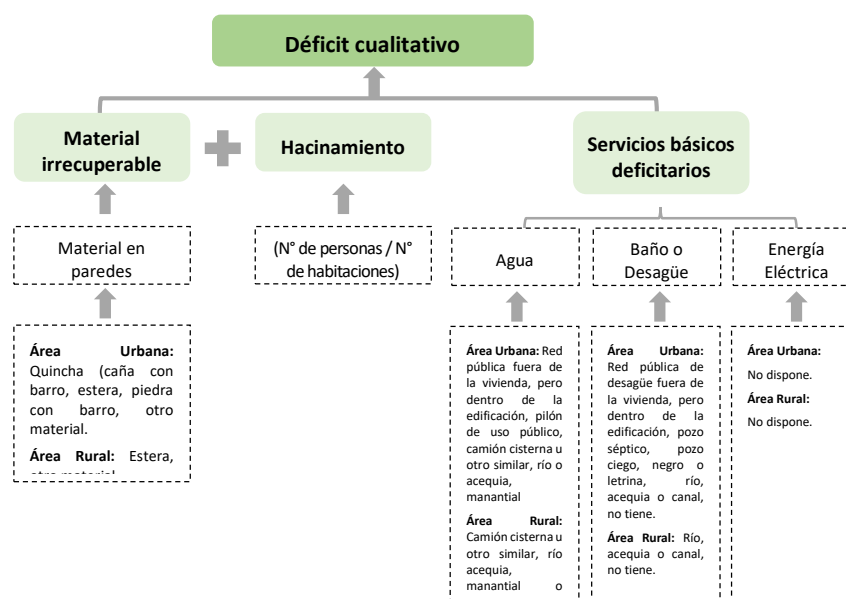 Déficit cualitativo
Material
irrecuperable
Hacinamiento
Servicios básicos
deficitarios
Material en
paredes
(N° de personas / N°
de habitaciones)
Agua
Baño o
Desagüe
Energía
Eléctrica
Área Urbana:
Quincha (caña con
barro, estera, piedra
con barro, otro
material.
Área Rural: Estera,
Área Urbana: Red
pública fuera de
la vivienda, pero
dentro de la
edificación, pilón
de uso público,
camión cisterna u
otro similar, río o
acequia,
manantial
Área Rural:
Camión cisterna u
otro similar, río
acequia,
manantial o
Área Urbana:
Red pública de
desagüe fuera de
la vivienda, pero
dentro de la
edificación, pozo
séptico, pozo
ciego, negro o
letrina, río,
acequia o canal,
no tiene.
Área Rural: Río,
acequia o canal,
no tiene.
Área Urbana:
No dispone.
Área Rural:
No dispone.